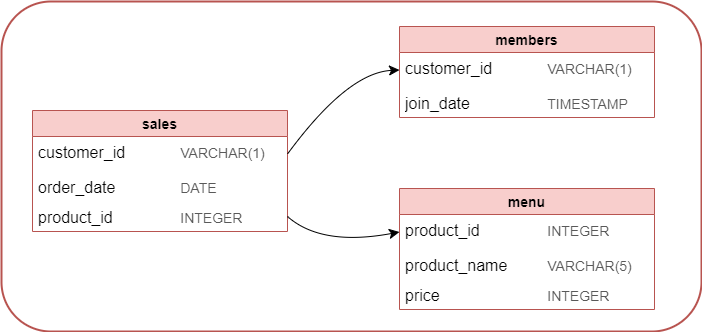 members
customer_id VARCHAR(1)
join_date TIMESTAMP
sales
customer_id VARCHAR(1)
order_date DATE
product_id INTEGER
menu
product_id INTEGER
product_name VARCHAR(5)
price INTEGER